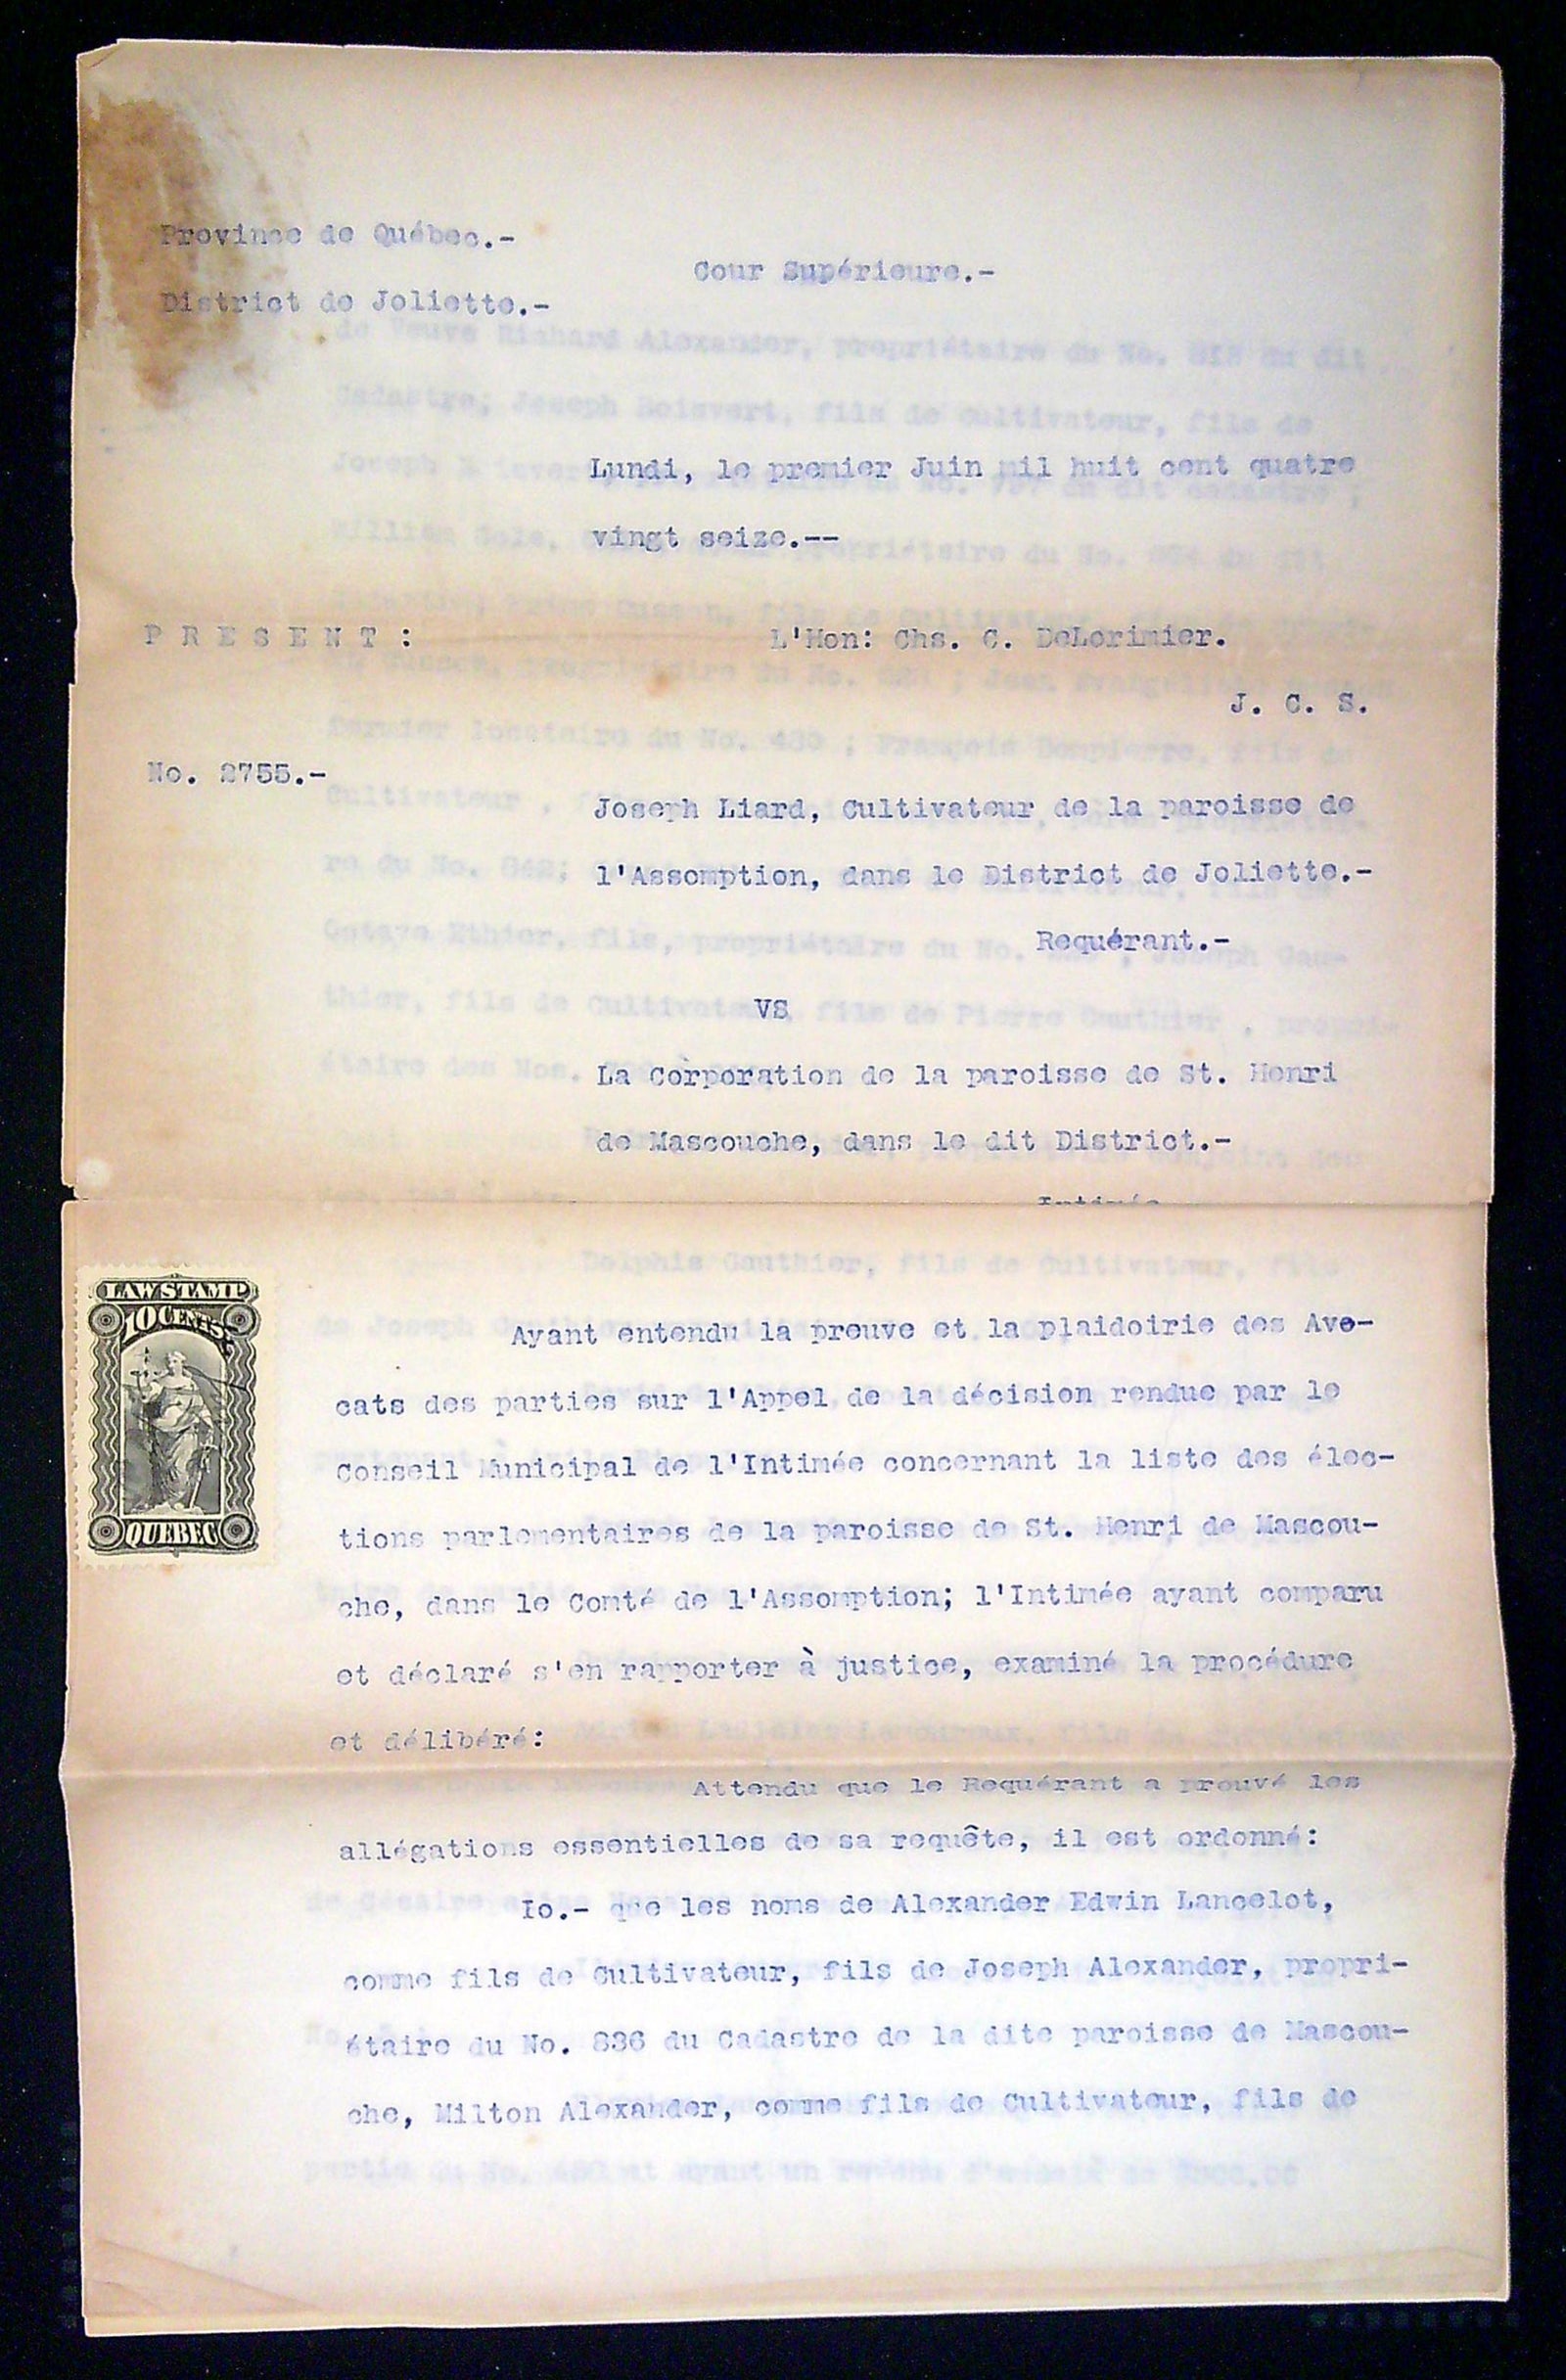 Province de Québec.-
Cour Supérieure.-
District de Joliette.-
Lundi, le premier Juin mil huit cent quatre
vingt seize.--
PRESENT :
L'Hon: Chs. C. DeLorimier.
J. C. S.
No. 2755.-
Joseph Liard, Cultivateur de la paroisse de
l'Assomption, dans le District de Joliette.-
Requérant.-
VS
La Corporation de la paroisse de St. Henri
de Mascouche, dans le dit District.-
Intimée
LAW STAMP
10 CENTS
QUEBEC
Ayant entendu la preuve et la plaidoirie des Avo-
cats des parties sur l'Appel de la décision rendue par le
Conseil Municipal de l'Intimée concernant la liste des élec-
tions parlementaires de la paroisse de St. Henri de Mascou-
che, dans le Comté de l'Assomption; l'Intimée ayant comparu
et déclaré s'en rapporter à justice, examiné la procédure
et délibéré:
Attendu que le Requérant a prouvé les
allégations essentielles de sa requête, il est ordonné:
Io.- que les noms de Alexander Edwin Lancelot,
comme fils de Cultivateur, fils de Joseph Alexander, propri-
étaire du No. 836 du Cadastre de la dite paroisse de Mascou-
che, Milton Alexander, comme fils de Cultivateur, fils de